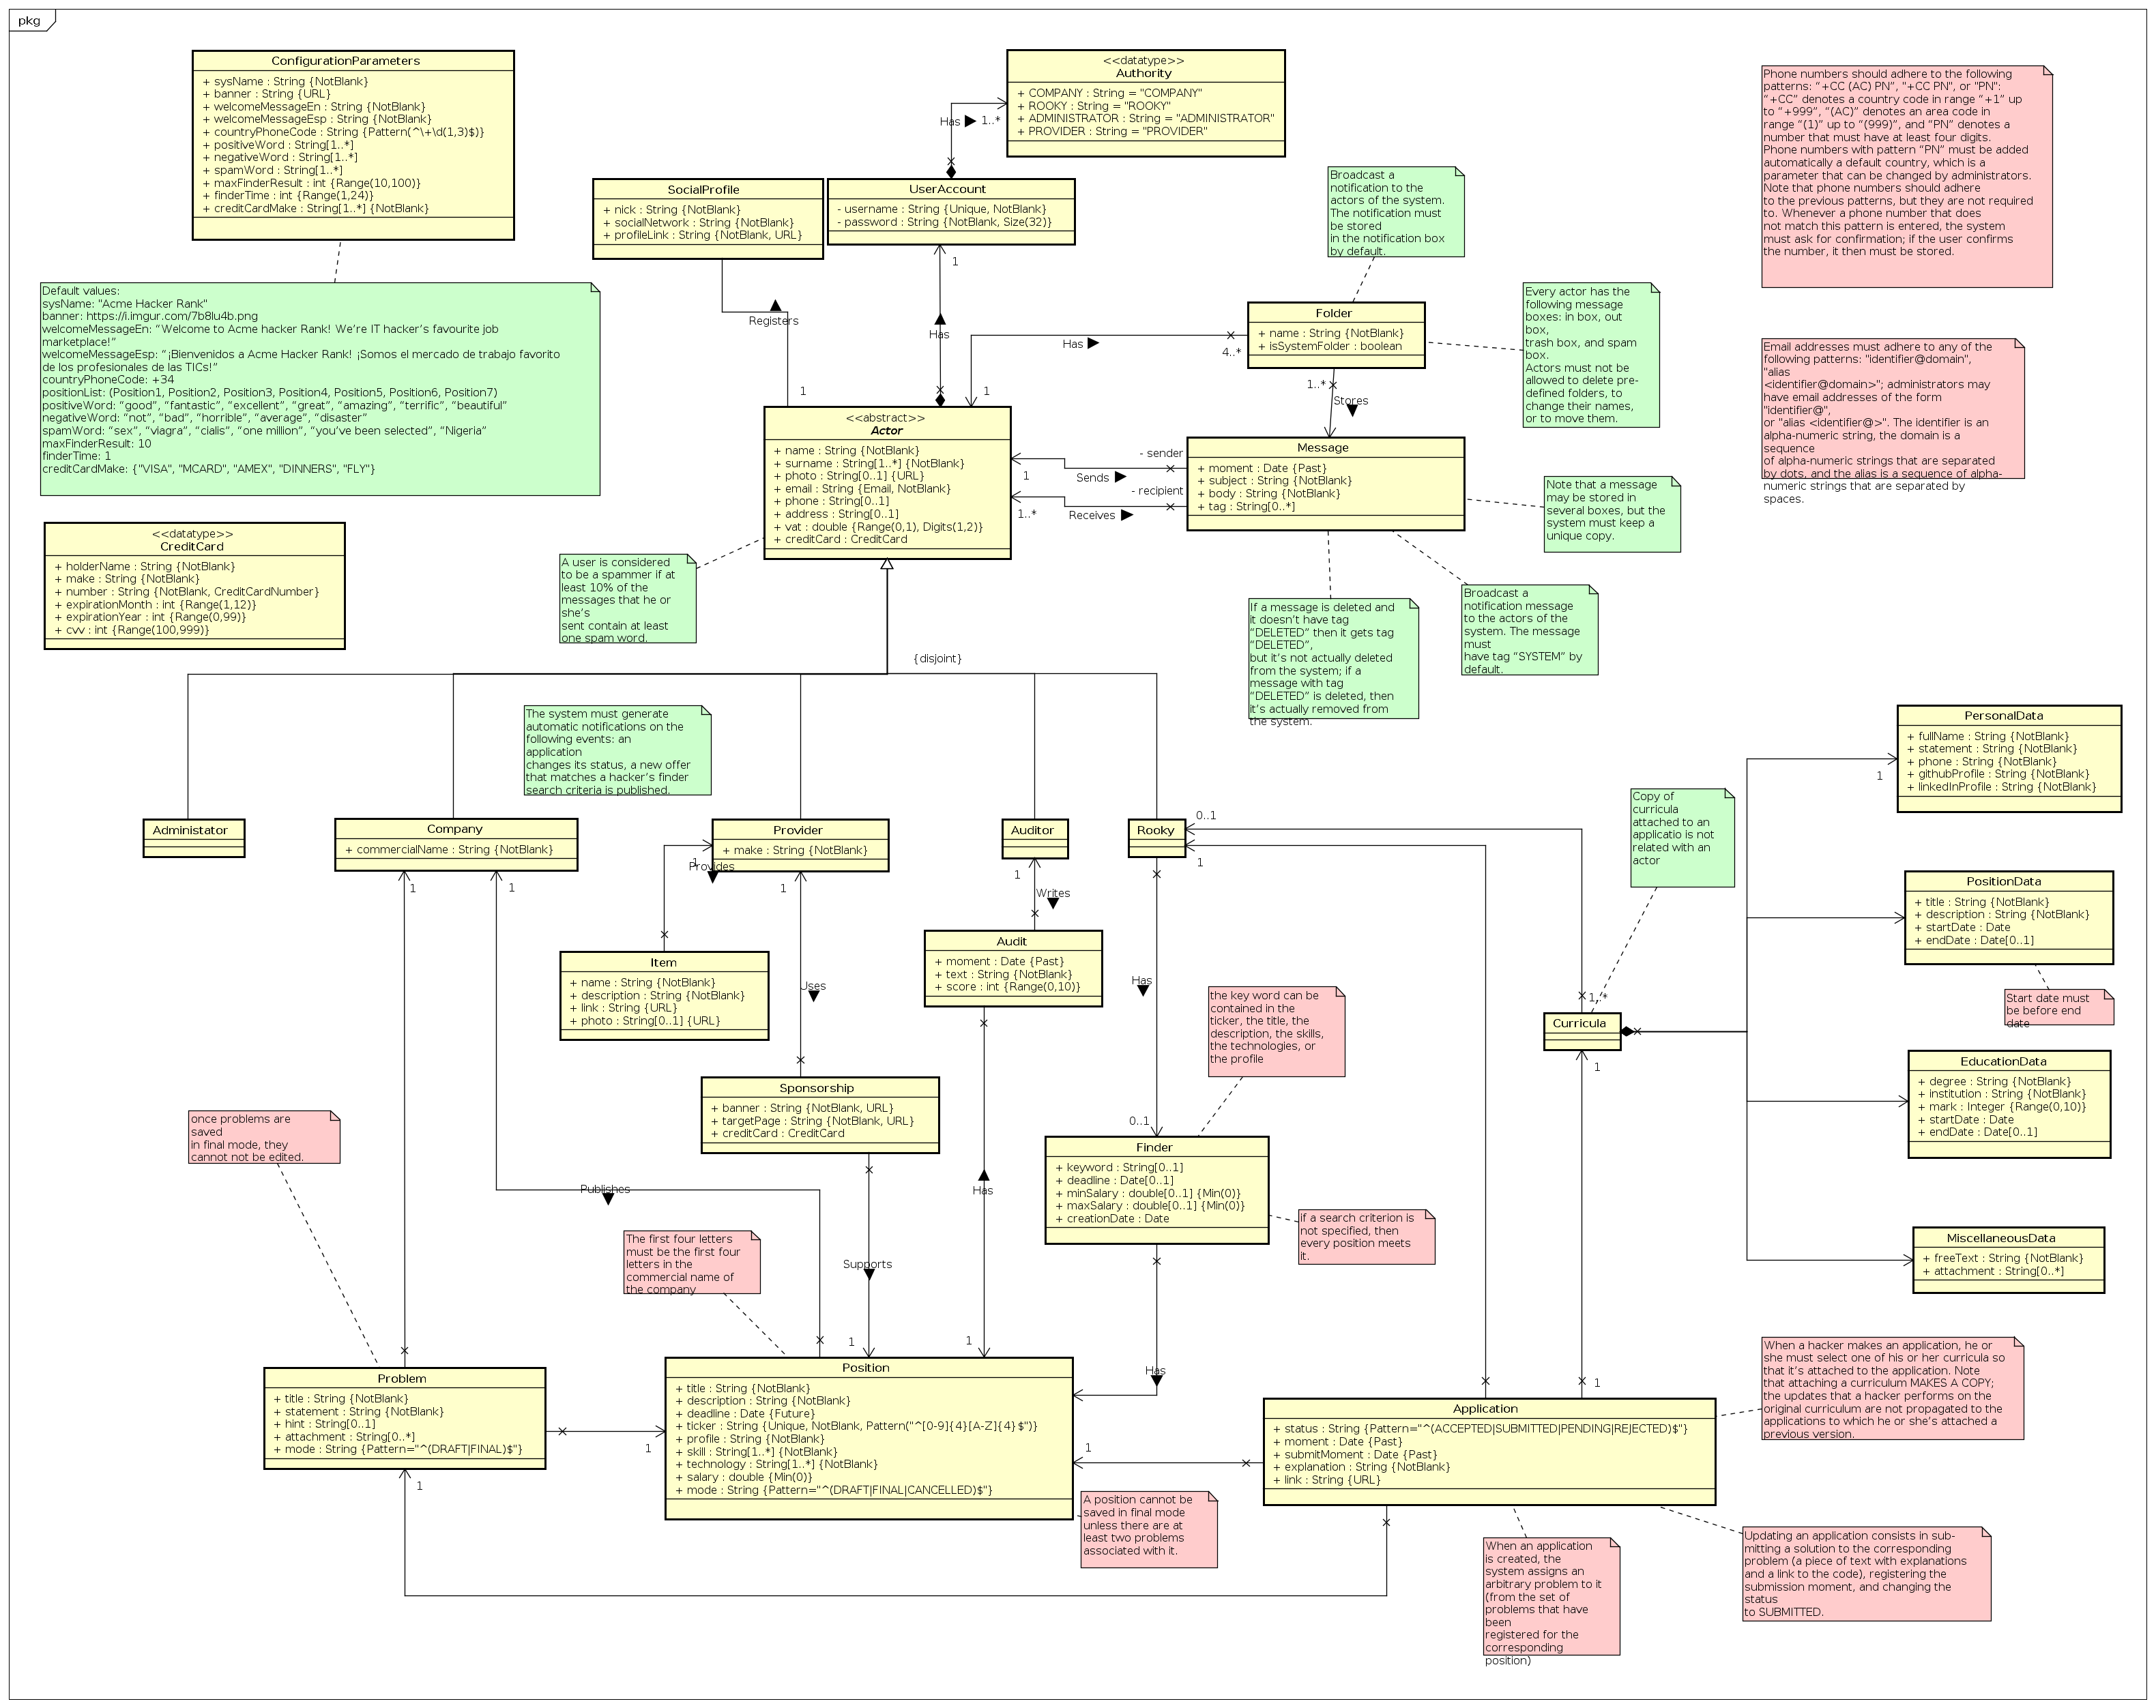 pkg
ConfigurationParameters
+ sysName : String {NotBlank}
+ banner : String {URL}
+ welcomeMessageEn : String {NotBlank}
+ welcomeMessageEsp : String {NotBlank}
+ countryPhoneCode : String {Pattern(^\+\d(1,3)$)}
+ positiveWord : String[1..*]
+ negativeWord : String[1..*]
+ spamWord : String[1..*]
+ maxFinderResult : int {Range(10,100)}
+ finderTime : int {Range(1,24)}
+ creditCardMake : String[1..*] {NotBlank}
<<datatype>>
Authority
+ COMPANY : String = "COMPANY"
+ ROOKY : String = "ROOKY"
+ ADMINISTRATOR : String = "ADMINISTRATOR"
+ PROVIDER : String = "PROVIDER"
Has
1..*
Phone numbers should adhere to the following
patterns: “+CC (AC) PN”, "+CC PN", or "PN":
“+CC” denotes a country code in range “+1” up
to “+999”, “(AC)” denotes an area code in
range “(1)” up to “(999)”, and “PN” denotes a
number that must have at least four digits.
Phone numbers with pattern “PN” must be added
automatically a default country, which is a
parameter that can be changed by administrators.
Note that phone numbers should adhere
to the previous patterns, but they are not required
to. Whenever a phone number that does
not match this pattern is entered, the system
must ask for confirmation; if the user confirms
the number, it then must be stored.
SocialProfile
+ nick : String {NotBlank}
+ socialNetwork : String {NotBlank}
+ profileLink : String {NotBlank, URL}
UserAccount
- username : String {Unique, NotBlank}
- password : String {NotBlank, Size(32)}
1
Broadcast a
notification to the
actors of the system.
The notification must
be stored
in the notification box
by default.
Default values:
sysName: "Acme Hacker Rank"
banner: https://i.imgur.com/7b8lu4b.png
welcomeMessageEn: “Welcome to Acme hacker Rank! We’re IT hacker’s favourite job
marketplace!”
welcomeMessageEsp: “¡Bienvenidos a Acme Hacker Rank! ¡Somos el mercado de trabajo favorito
de los profesionales de las TICs!”
countryPhoneCode: +34
positionList: (Position1, Position2, Position3, Position4, Position5, Position6, Position7)
positiveWord: “good”, “fantastic”, “excellent”, “great”, “amazing”, “terrific”, “beautiful”
negativeWord: “not”, “bad”, “horrible”, “average”, “disaster”
spamWord: “sex”, “viagra”, “cialis”, “one million”, “you’ve been selected”, “Nigeria”
maxFinderResult: 10
finderTime: 1
creditCardMake: {"VISA", "MCARD", "AMEX", "DINNERS", "FLY"}
Registers
1
Has
Folder
+ name : String {NotBlank}
+ isSystemFolder : boolean
Has
4..*
1
1..*
Stores
Every actor has the
following message
boxes: in box, out
box,
trash box, and spam
box.
Actors must not be
allowed to delete pre-
defined folders, to
change their names,
or to move them.
Email addresses must adhere to any of the
following patterns: "identifier@domain",
"alias
<identifier@domain>"; administrators may
have email addresses of the form
"identifier@",
or "alias <identifier@>". The identifier is an
alpha-numeric string, the domain is a
sequence
of alpha-numeric strings that are separated
by dots, and the alias is a sequence of alpha-
numeric strings that are separated by
spaces.
<<abstract>>
Actor
+ name : String {NotBlank}
+ surname : String[1..*] {NotBlank}
+ photo : String[0..1] {URL}
+ email : String {Email, NotBlank}
+ phone : String[0..1]
+ address : String[0..1]
+ vat : double {Range(0,1), Digits(1,2)}
+ creditCard : CreditCard
- sender
1
Sends
- recipient
1..*
Receives
Message
+ moment : Date {Past}
+ subject : String {NotBlank}
+ body : String {NotBlank}
+ tag : String[0..*]
Note that a message
may be stored in
several boxes, but the
system must keep a
unique copy.
<<datatype>>
CreditCard
+ holderName : String {NotBlank}
+ make : String {NotBlank}
+ number : String {NotBlank, CreditCardNumber}
+ expirationMonth : int {Range(1,12)}
+ expirationYear : int {Range(0,99)}
+ cvv : int {Range(100,999)}
A user is considered
to be a spammer if at
least 10% of the
messages that he or
she’s
sent contain at least
one spam word.
If a message is deleted and
it doesn’t have tag
“DELETED” then it gets tag
“DELETED”,
but it’s not actually deleted
from the system; if a
message with tag
“DELETED” is deleted, then
it’s actually removed from
the system.
Broadcast a
notification message
to the actors of the
system. The message
must
have tag “SYSTEM” by
default.
{disjoint}
The system must generate
automatic notifications on the
following events: an
application
changes its status, a new offer
that matches a hacker’s finder
search criteria is published.
PersonalData
+ fullName : String {NotBlank}
+ statement : String {NotBlank}
+ phone : String {NotBlank}
+ githubProfile : String {NotBlank}
+ linkedInProfile : String {NotBlank}
1
Copy of
curricula
attached to an
applicatio is not
related with an
actor
Administator
Company
+ commercialName : String {NotBlank}
1
1
Provider
+ make : String {NotBlank}
1
Provides
1
Auditor
1
Writes
Rooky
0..1
1
PositionData
+ title : String {NotBlank}
+ description : String {NotBlank}
+ startDate : Date
+ endDate : Date[0..1]
Start date must
be before end
date
Item
+ name : String {NotBlank}
+ description : String {NotBlank}
+ link : String {URL}
+ photo : String[0..1] {URL}
Uses
Audit
+ moment : Date {Past}
+ text : String {NotBlank}
+ score : int {Range(0,10)}
Has
the key word can be
contained in the
ticker, the title, the
description, the skills,
the technologies, or
the profile
1..*
Curricula
1
EducationData
+ degree : String {NotBlank}
+ institution : String {NotBlank}
+ mark : Integer {Range(0,10)}
+ startDate : Date
+ endDate : Date[0..1]
Sponsorship
+ banner : String {NotBlank, URL}
+ targetPage : String {NotBlank, URL}
+ creditCard : CreditCard
once problems are
saved
in final mode, they
cannot not be edited.
0..1
Finder
+ keyword : String[0..1]
+ deadline : Date[0..1]
+ minSalary : double[0..1] {Min(0)}
+ maxSalary : double[0..1] {Min(0)}
+ creationDate : Date
if a search criterion is
not specified, then
every position meets
it.
Publishes
Has
The first four letters
must be the first four
letters in the
commercial name of
the company
Supports
MiscellaneousData
+ freeText : String {NotBlank}
+ attachment : String[0..*]
1
1
Has
Problem
+ title : String {NotBlank}
+ statement : String {NotBlank}
+ hint : String[0..1]
+ attachment : String[0..*]
+ mode : String {Pattern="^(DRAFT|FINAL)$"}
1
1
Position
+ title : String {NotBlank}
+ description : String {NotBlank}
+ deadline : Date {Future}
+ ticker : String {Unique, NotBlank, Pattern("^[0-9]{4}[A-Z]{4}$")}
+ profile : String {NotBlank}
+ skill : String[1..*] {NotBlank}
+ technology : String[1..*] {NotBlank}
+ salary : double {Min(0)}
+ mode : String {Pattern="^(DRAFT|FINAL|CANCELLED)$"}
1
1
Application
+ status : String {Pattern="^(ACCEPTED|SUBMITTED|PENDING|REJECTED)$"}
+ moment : Date {Past}
+ submitMoment : Date {Past}
+ explanation : String {NotBlank}
+ link : String {URL}
When a hacker makes an application, he or
she must select one of his or her curricula so
that it’s attached to the application. Note
that attaching a curriculum MAKES A COPY;
the updates that a hacker performs on the
original curriculum are not propagated to the
applications to which he or she’s attached a
previous version.
A position cannot be
saved in final mode
unless there are at
least two problems
associated with it.
When an application
is created, the
system assigns an
arbitrary problem to it
(from the set of
problems that have
been
registered for the
corresponding
position)
Updating an application consists in sub-
mitting a solution to the corresponding
problem (a piece of text with explanations
and a link to the code), registering the
submission moment, and changing the
status
to SUBMITTED.